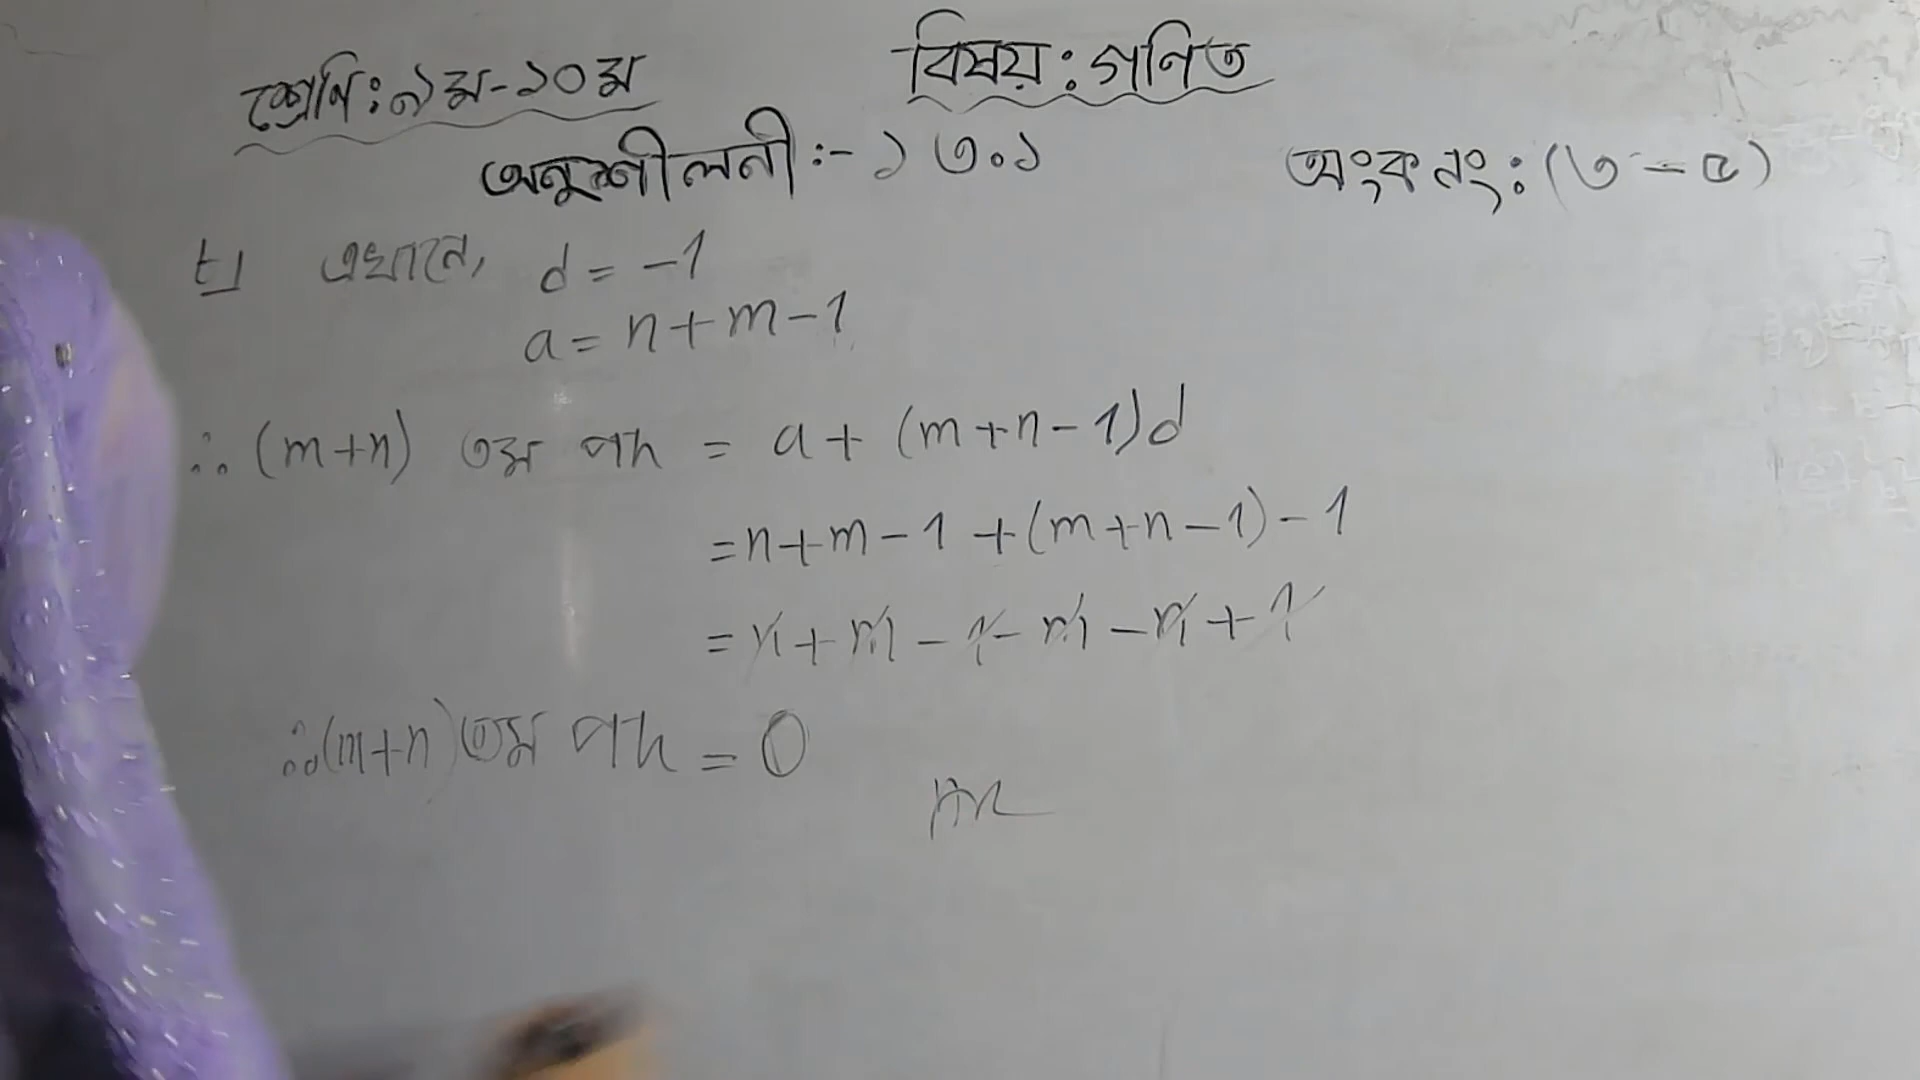 শ্রেণি: ৯ম-১০ম বিষয়: গণিত
অনুশীলনী:- ১৩.১ অংক নং: (৩ - ৫)
এখানে, d = -1
a = n+m-1
∴ (m+n) তম পদ = a + (m+n-1)d
= n+m-1 + (m+n-1)-1
= n+m-1-m-n+1
∴ (m+n) তম পদ = 0